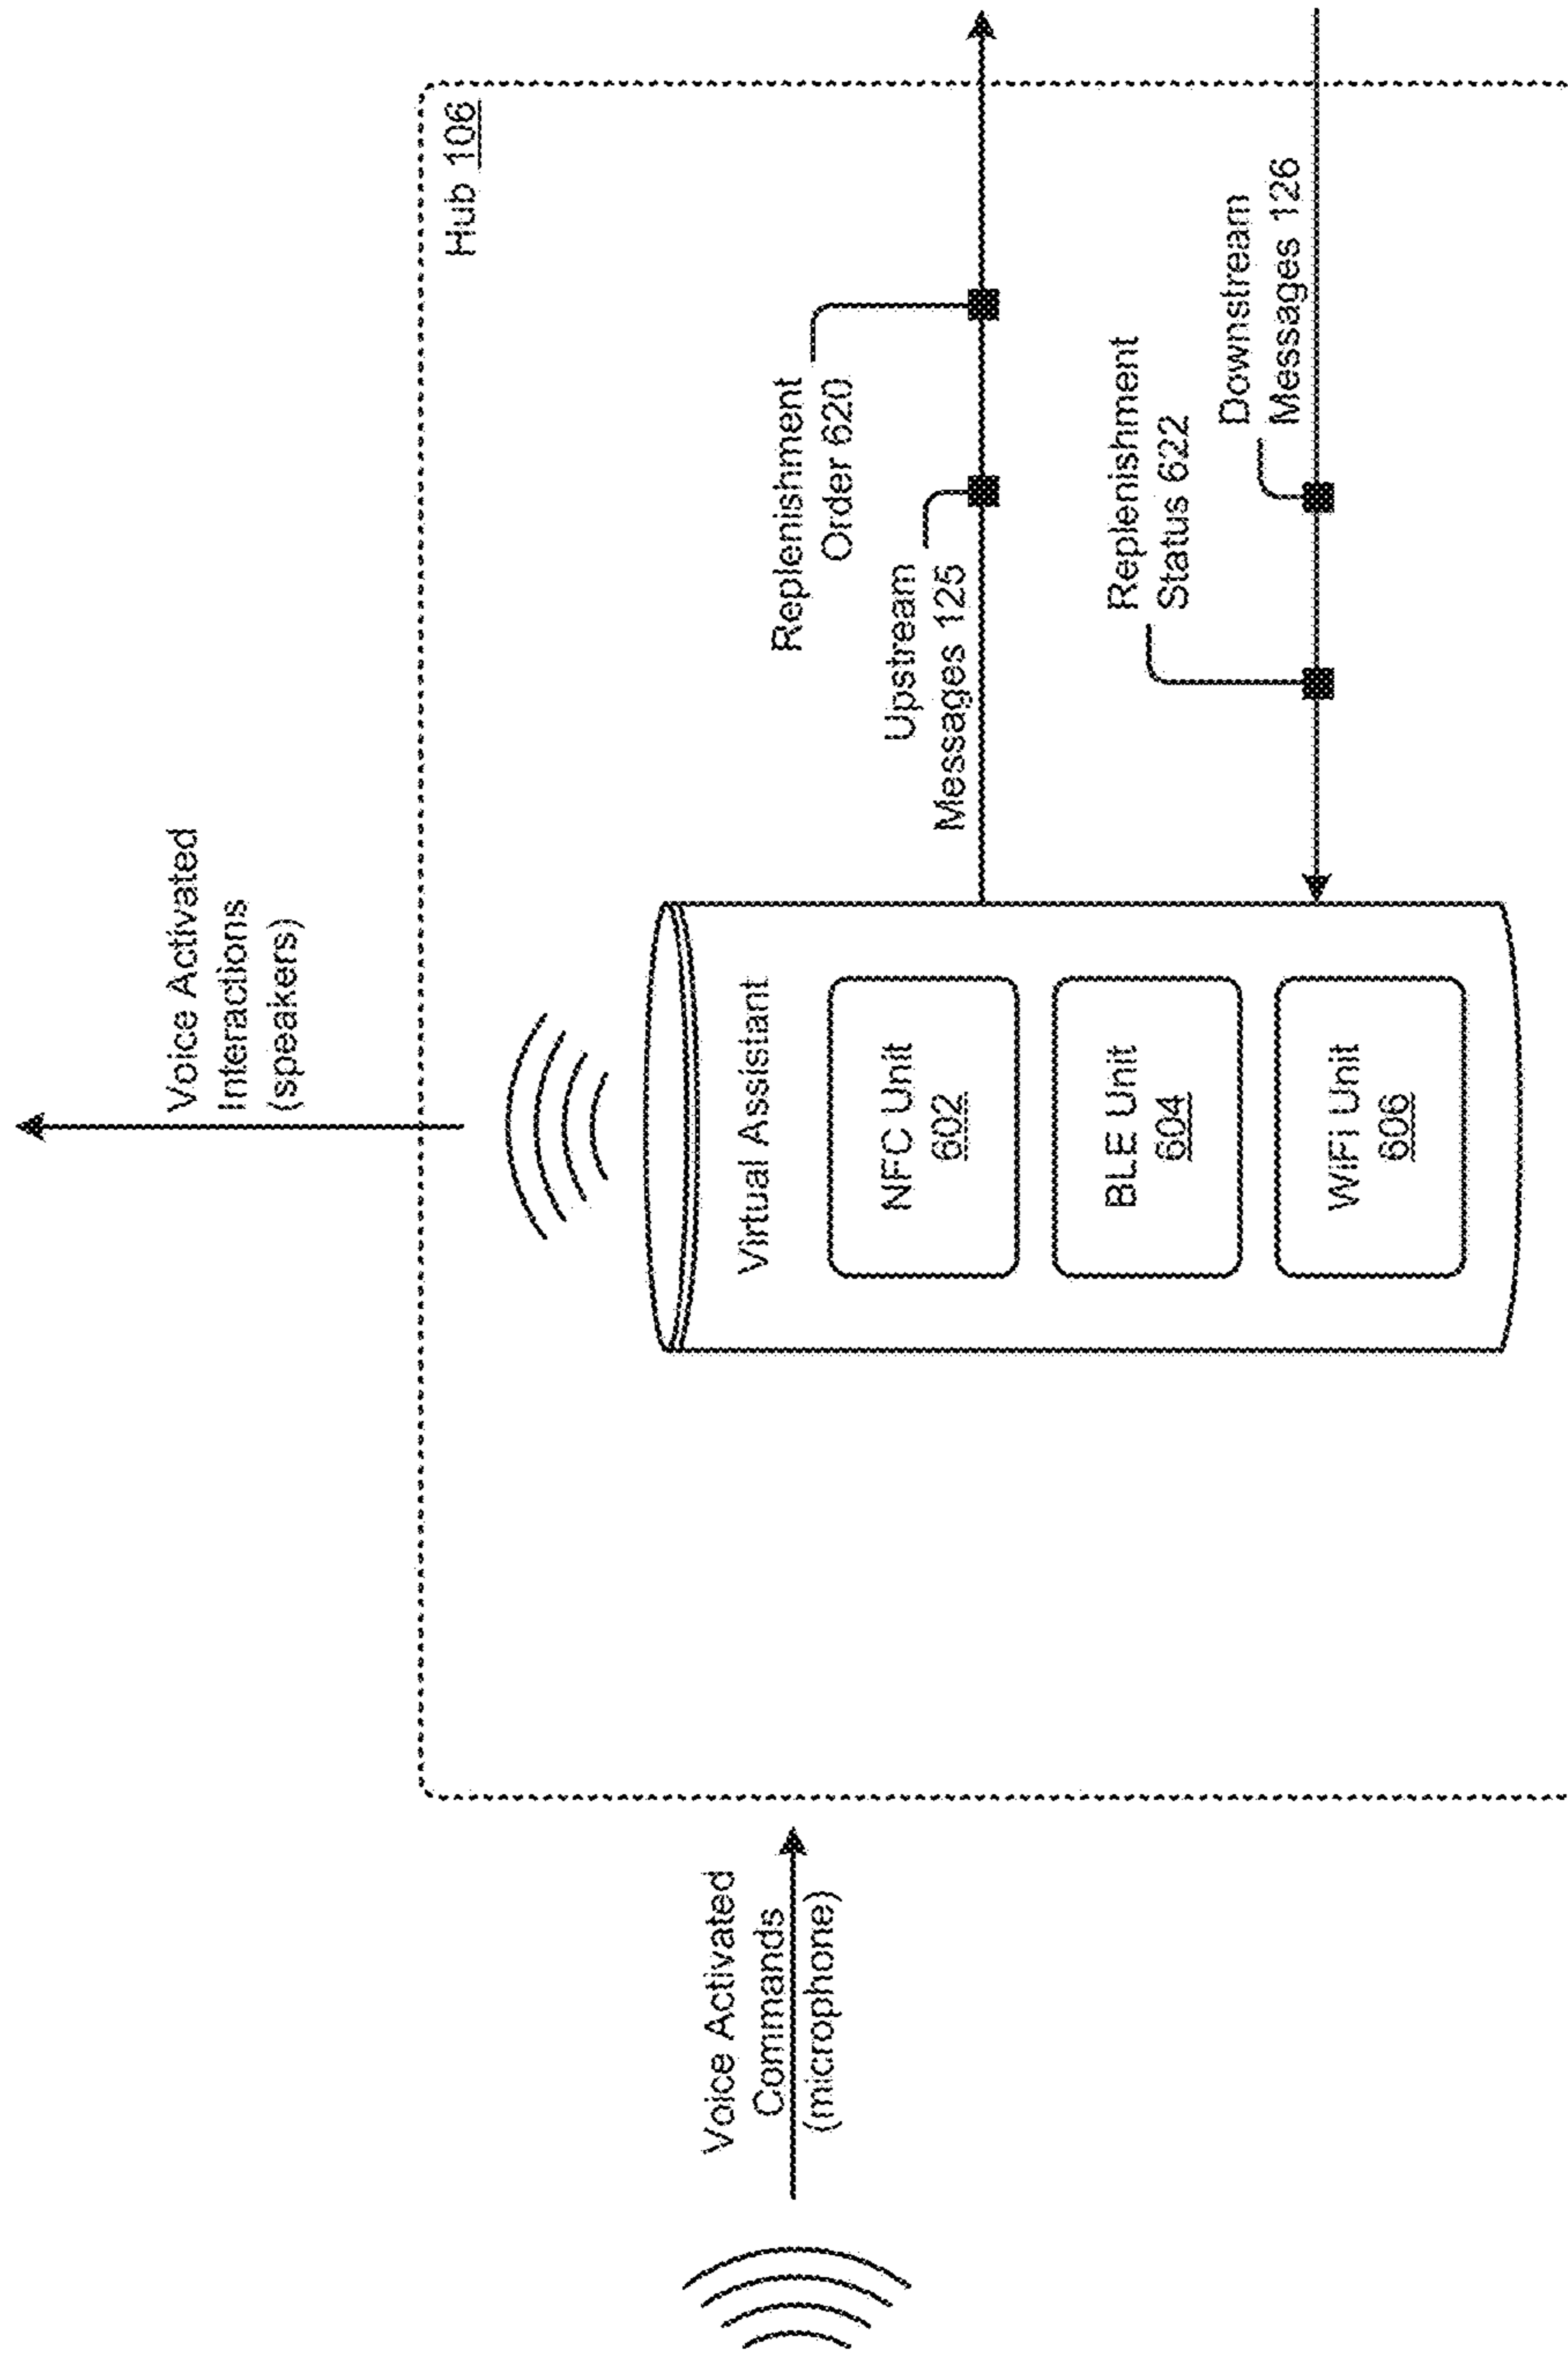 Hub 106
Voice Activated
Interactions
(speakers)
Voice Activated
Commands
(microphone)
Virtual Assistant
NFC Unit
602
BLE Unit
604
WiFi Unit
606
Replenishment
Order 620
Upstream
Messages 125
Replenishment
Status 622
Downstream
Messages 126